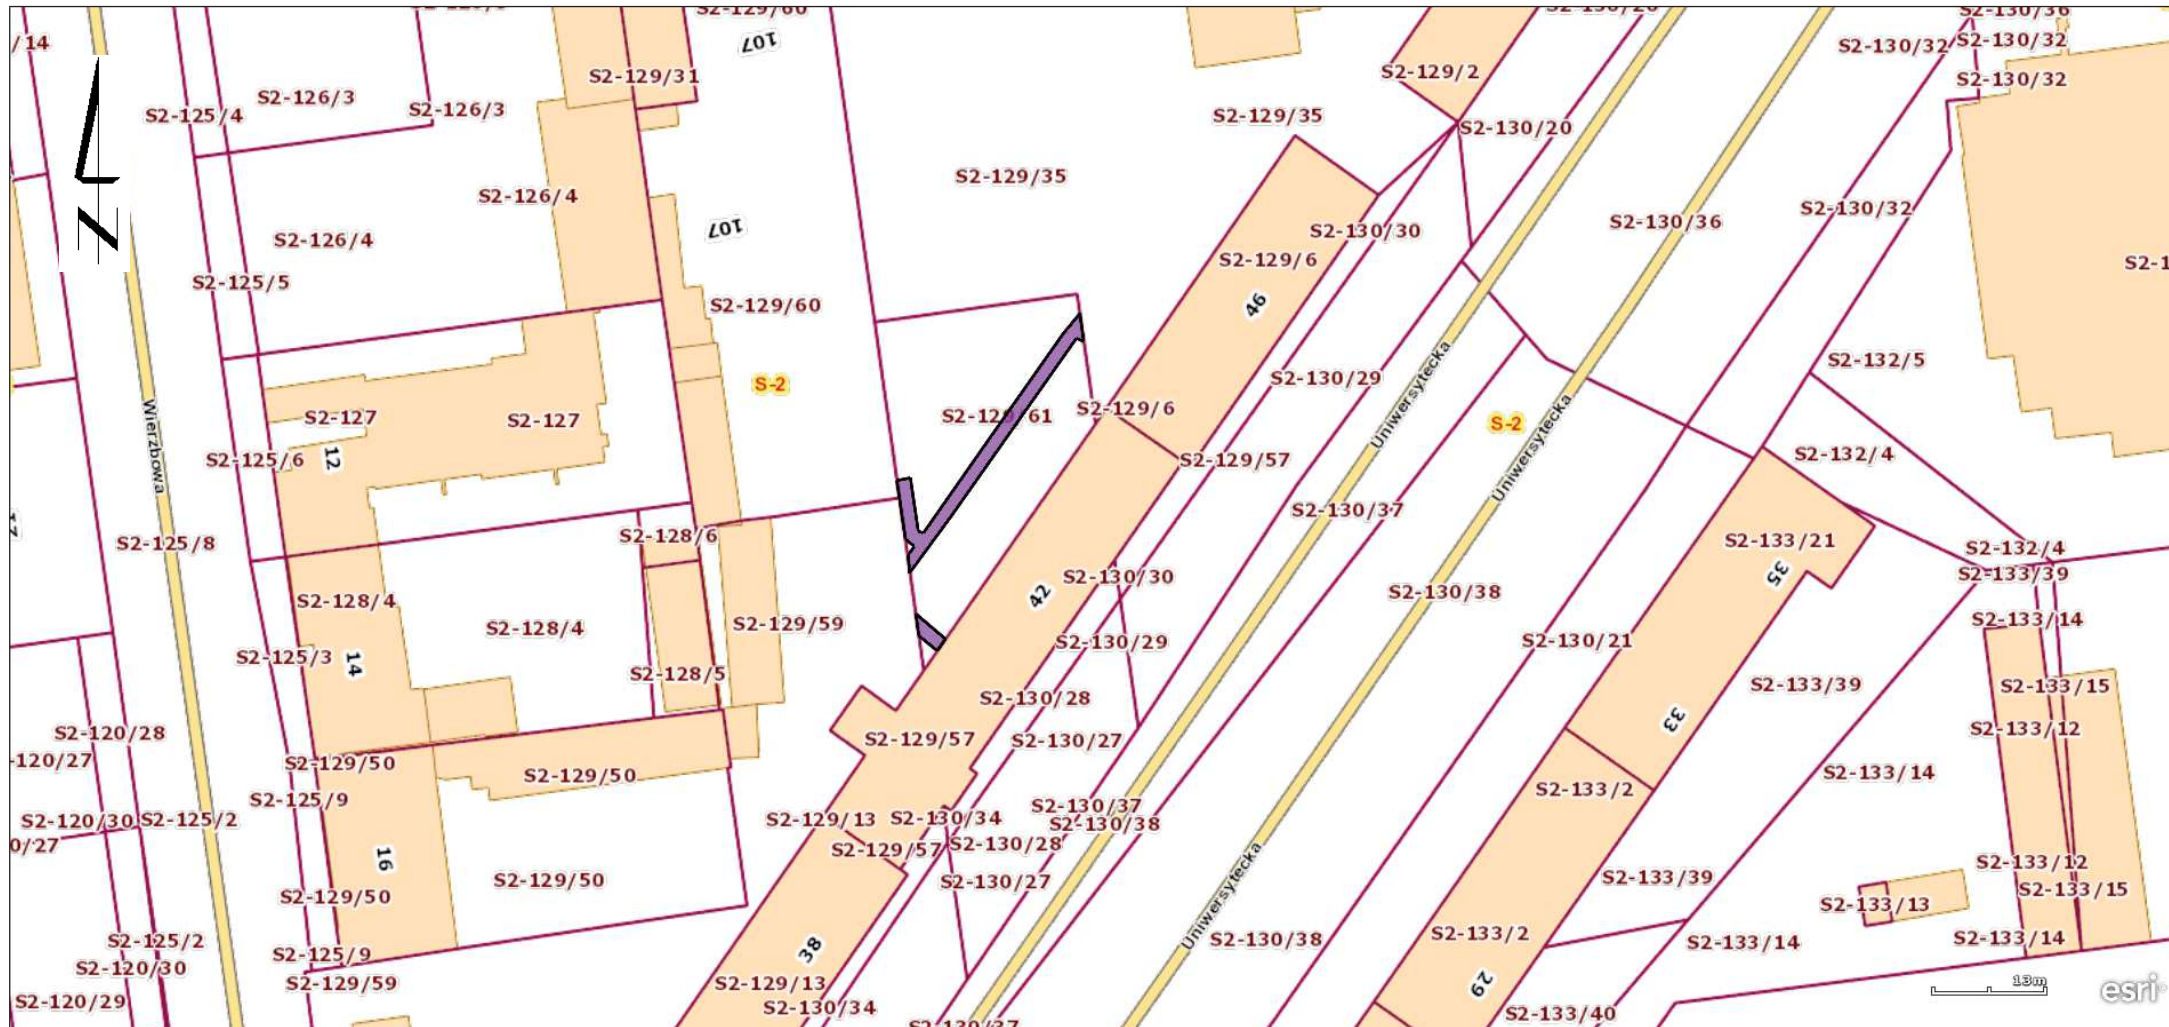 S2-129/60
S2-130/36
/14
107
S2-130/32
S2-130/32
S2-129/31
S2-129/2
S2-130/32
S2-126/3
S2-126/3
S2-125/4
S2-129/35
S2-130/20
S2-129/35
S2-126/4
S2-130/32
S2-130/36
N
107
S2-130/30
S2-126/4
S2-129/6
S2-1
S2-125/5
46
S2-129/60
S2-132/5
S-2
S2-130/29
Uniwersytecka
S2-129/6
S2-129/61
S2-127
S2-127
S-2
Uniwersytecka
Wierzbowa
12
S2-125/6
S2-129/57
S2-132/4
S2-130/37
S2-128/6
S2-125/8
S2-133/21
S2-132/4
35
S2-130/30
S2-133/39
S2-130/38
42
S2-128/4
S2-133/14
S2-128/4
S2-129/59
S2-130/29
S2-130/21
S2-125/3
14
S2-128/5
S2-133/39
S2-133/15
S2-130/28
33
S2-120/28
S2-129/57
S2-130/27
S2-133/12
-120/27
S2-129/50
S2-129/50
S2-133/14
S2-133/2
S2-125/9
S2-130/37
S2-120/30
S2-125/2
S2-129/13
S2-130/34
S2-130/38
0/27
S2-129/57
S2-130/28
16
S2-133/12
S2-129/50
S2-130/27
S2-133/39
S2-133/15
S2-129/50
Uniwersytecka
S2-133/13
S2-125/2
38
S2-130/38
S2-133/2
S2-133/14
S2-133/14
S2-125/9
S2-120/30
S2-129/59
S2-129/13
29
13m
esri
S2-120/29
S2-130/34
S2-133/40
S2-130/37